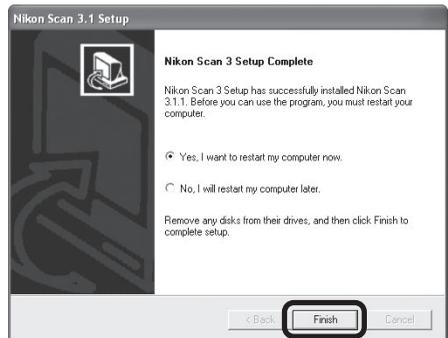 Nikon Scan 3.1 Setup
Nikon Scan 3 Setup Complete
Nikon Scan 3 Setup has successfully installed Nikon Scan
3.1.1. Before you can use the program, you must restart your
computer.
Yes, I want to restart my computer now.
No, I will restart my computer later.
Remove any disks from their drives, and then click Finish to
complete setup.
< Back Finish Cancel